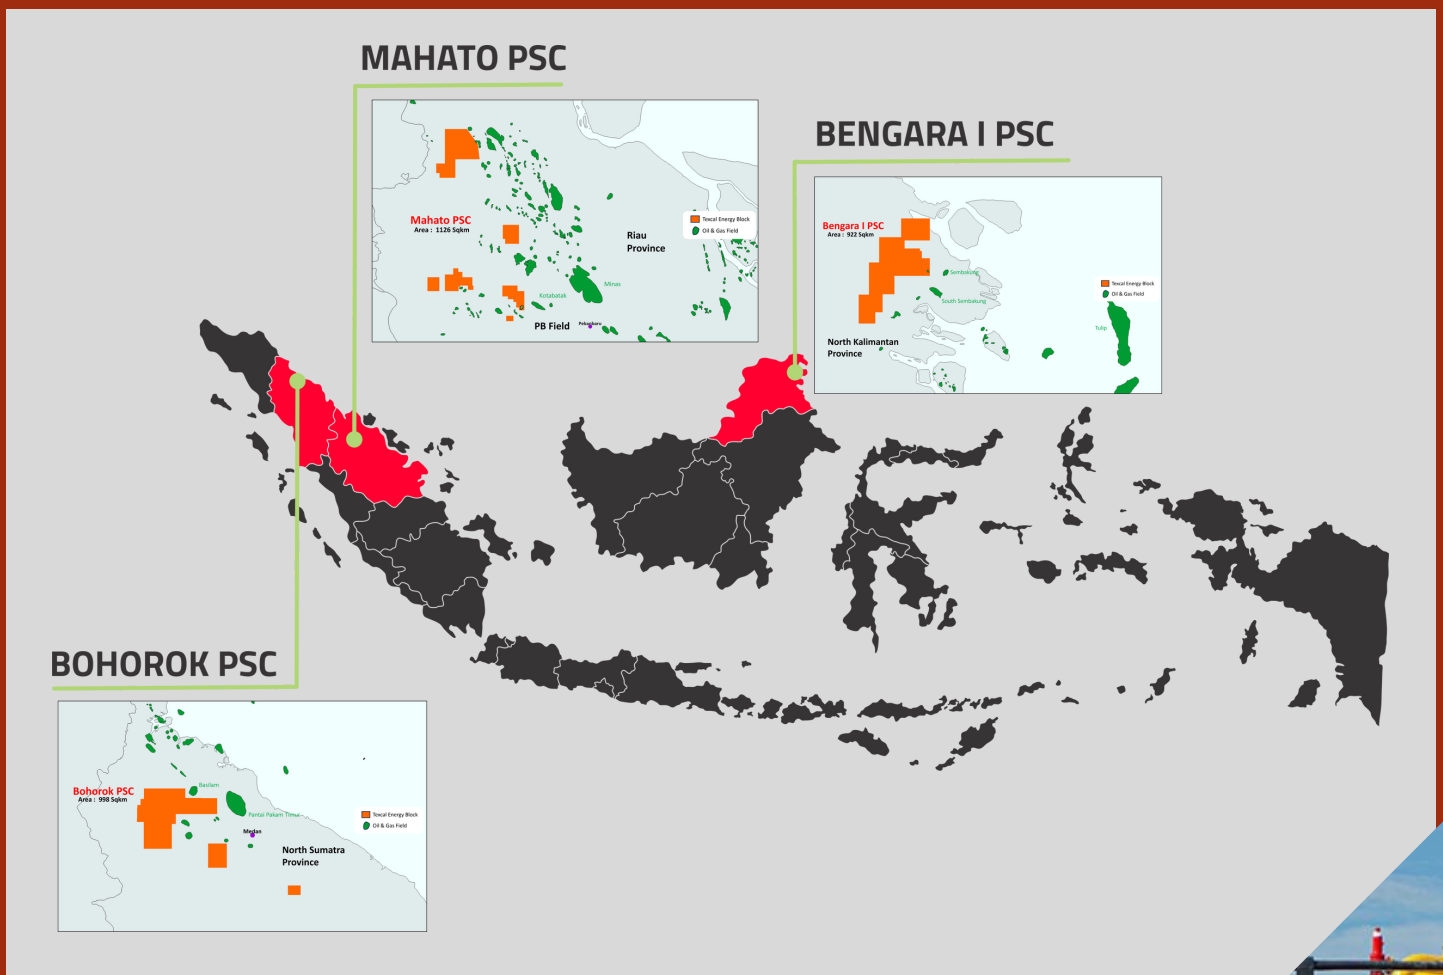 MAHATO PSC
Mahato PSC
Area : 1126 Sqkm
Riau
Province
Texcal Energy Block
Oil & Gas Field
Minas
Kotabatak
PB Field
Pekanbaru
BENGARA I PSC
Bengara I PSC
Area : 922 Sqkm
Sembakung
South Sembakung
Texcal Energy Block
Oil & Gas Field
Tulip
North Kalimantan
Province
BOHOROK PSC
Bohorok PSC
Area : 998 Sqkm
Basilam
Pantai Pakam Timur
Medan
North Sumatra
Province
Texcal Energy Block
Oil & Gas Field